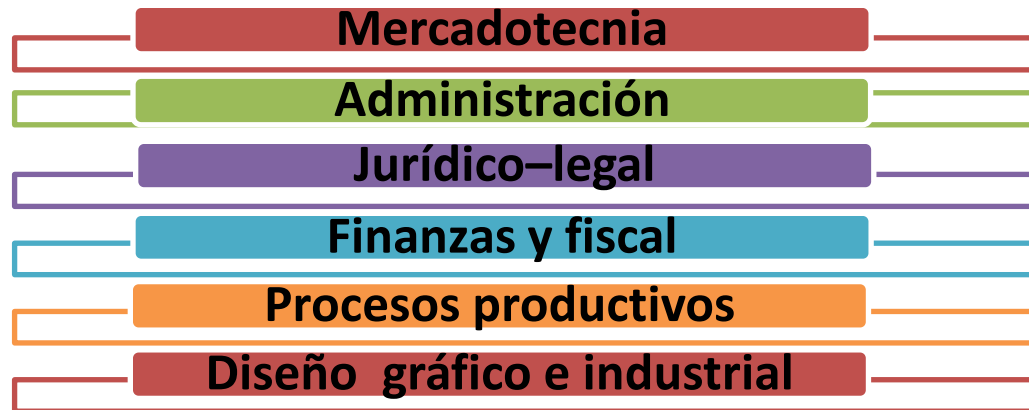 Mercadotecnia
Administración
Jurídico–legal
Finanzas y fiscal
Procesos productivos
Diseño  gráfico e industrial